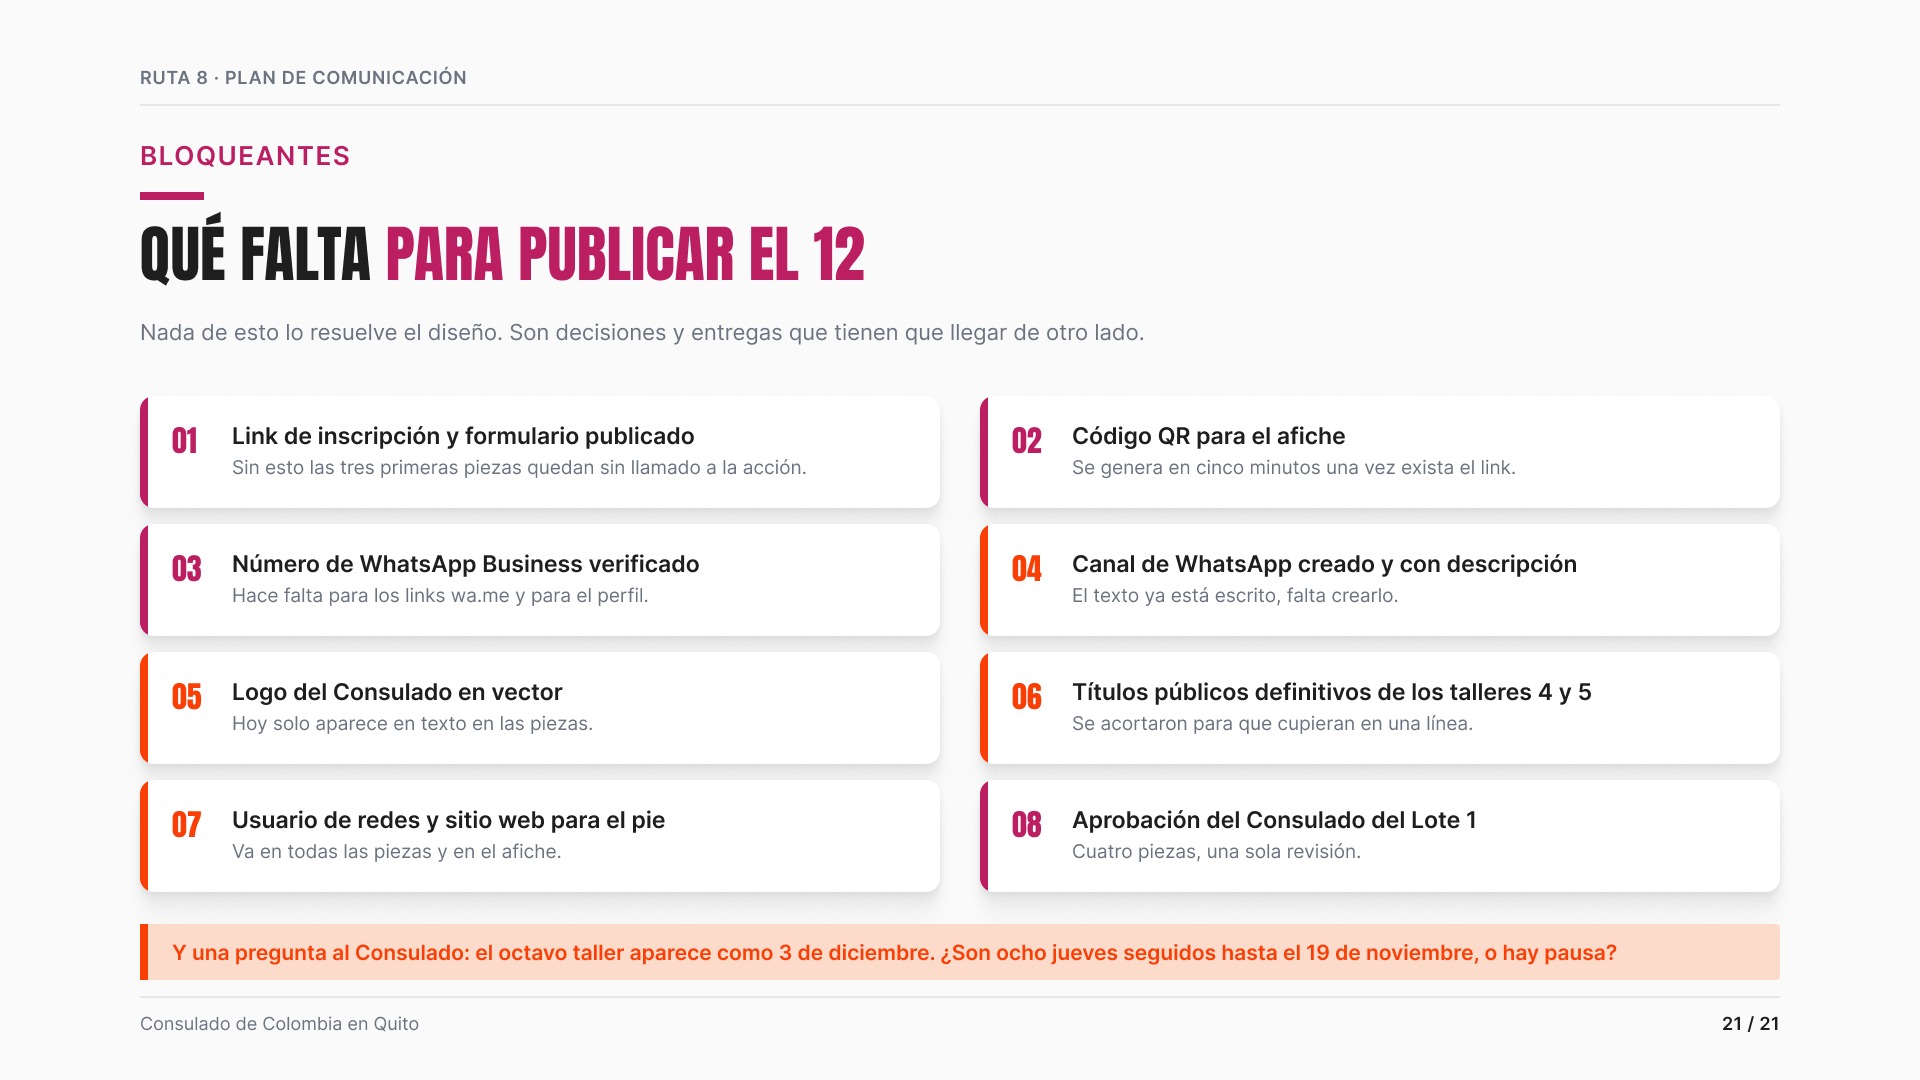 RUTA 8 · PLAN DE COMUNICACIÓN
BLOQUEANTES
QUÉ FALTA PARA PUBLICAR EL 12
Nada de esto lo resuelve el diseño. Son decisiones y entregas que tienen que llegar de otro lado.
01
Link de inscripción y formulario publicado
Sin esto las tres primeras piezas quedan sin llamado a la acción.
02
Código QR para el afiche
Se genera en cinco minutos una vez exista el link.
03
Número de WhatsApp Business verificado
Hace falta para los links wa.me y para el perfil.
04
Canal de WhatsApp creado y con descripción
El texto ya está escrito, falta crearlo.
05
Logo del Consulado en vector
Hoy solo aparece en texto en las piezas.
06
Títulos públicos definitivos de los talleres 4 y 5
Se acortaron para que cupieran en una línea.
07
Usuario de redes y sitio web para el pie
Va en todas las piezas y en el afiche.
08
Aprobación del Consulado del Lote 1
Cuatro piezas, una sola revisión.
Y una pregunta al Consulado: el octavo taller aparece como 3 de diciembre. ¿Son ocho jueves seguidos hasta el 19 de noviembre, o hay pausa?
Consulado de Colombia en Quito
21 / 21